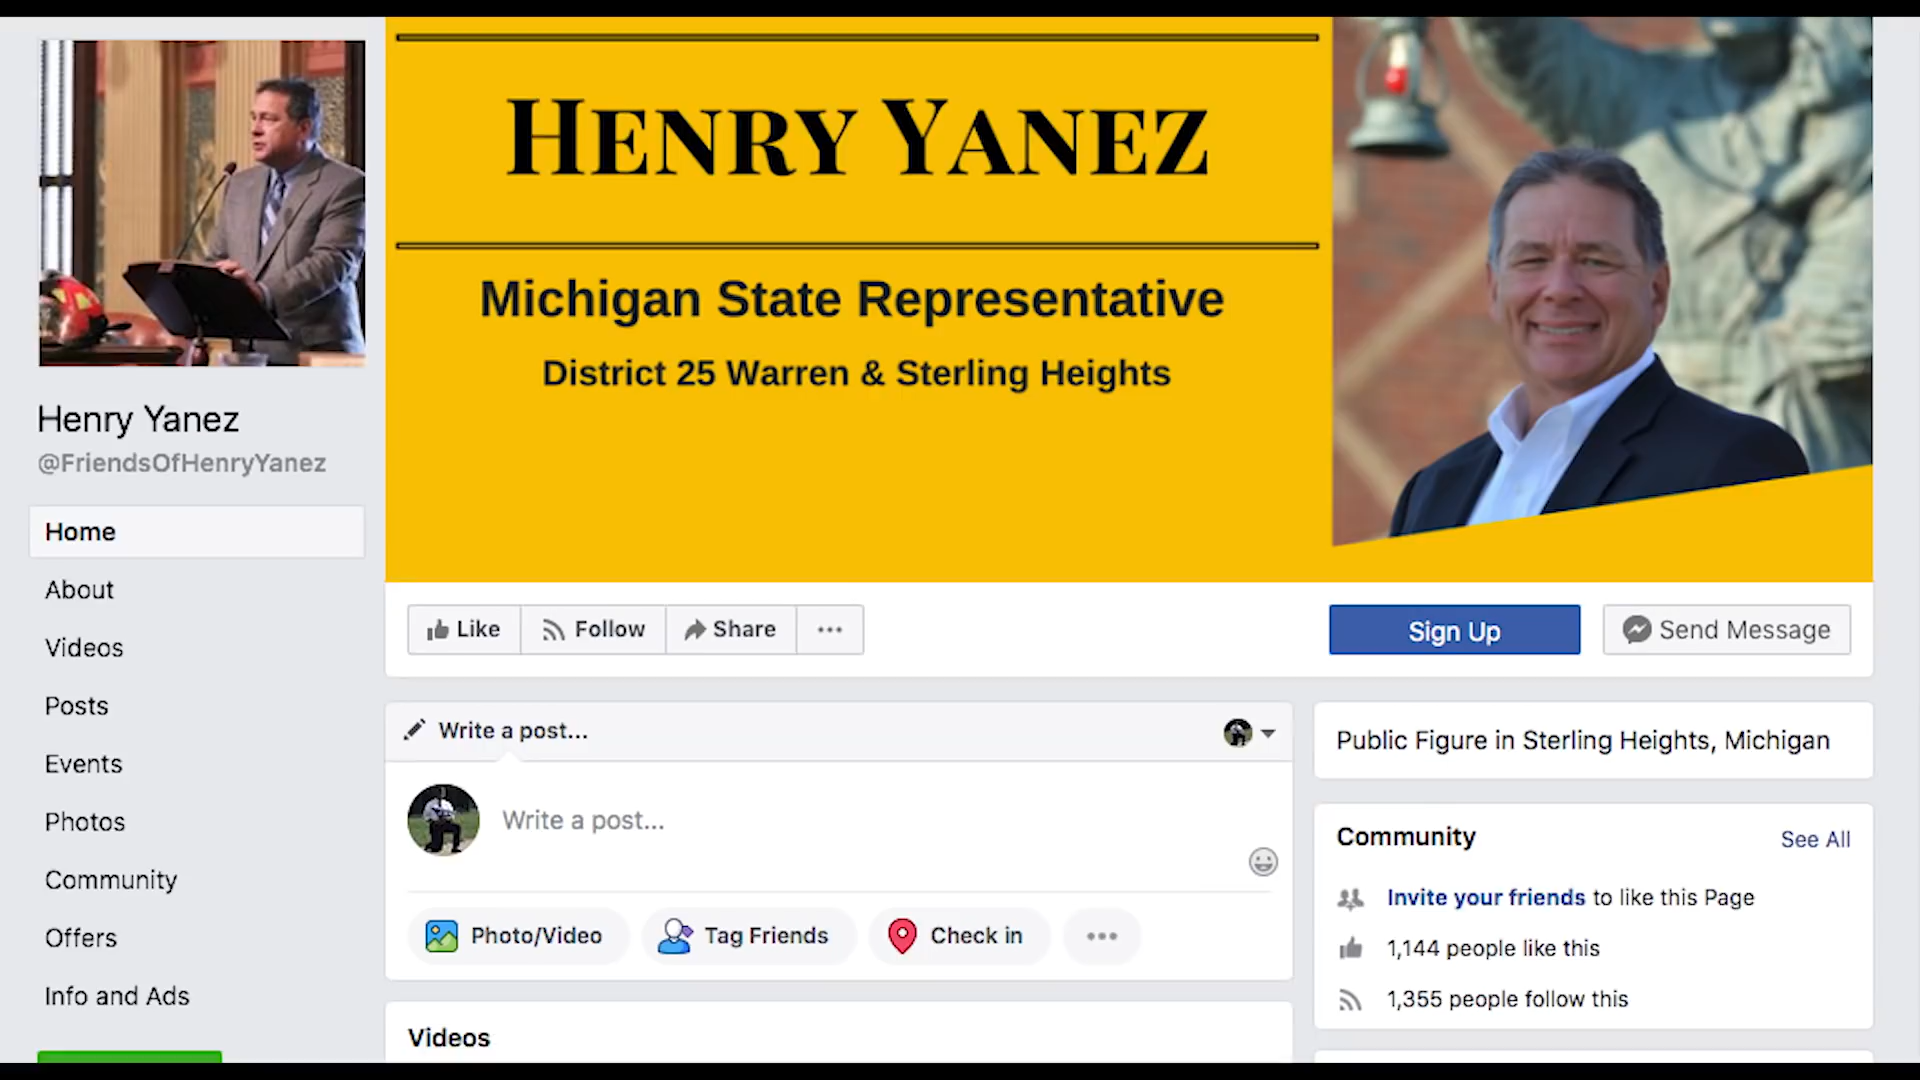 HENRY YANEZ
Michigan State Representative
District 25 Warren & Sterling Heights
Henry Yanez
@FriendsOfHenryYanez
Home
About
Videos
Posts
Events
Photos
Community
Offers
Info and Ads
Like
Follow
Share
Sign Up
Send Message
Write a post...
Write a post...
Photo/Video
Tag Friends
Check in
Videos
Public Figure in Sterling Heights, Michigan
Community
See All
Invite your friends to like this Page
1,144 people like this
1,355 people follow this